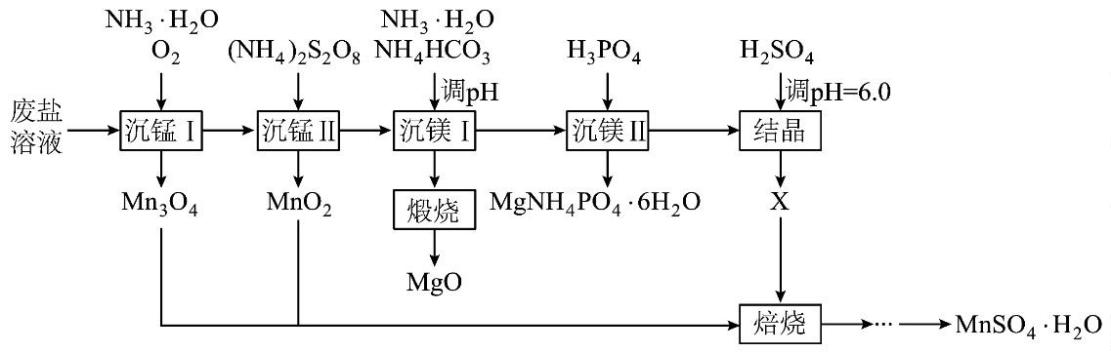 NH₃·H₂O
O₂
(NH₄)₂S₂O₈
NH₃·H₂O
NH₄HCO₃
H₃PO₄
H₂SO₄
调pH
调pH=6.0
废盐
溶液
沉锰Ⅰ
沉锰Ⅱ
沉镁Ⅰ
沉镁Ⅱ
结晶
Mn₃O₄
MnO₂
煅烧
MgNH₄PO₄·6H₂O
X
MgO
焙烧
···
MnSO₄·H₂O